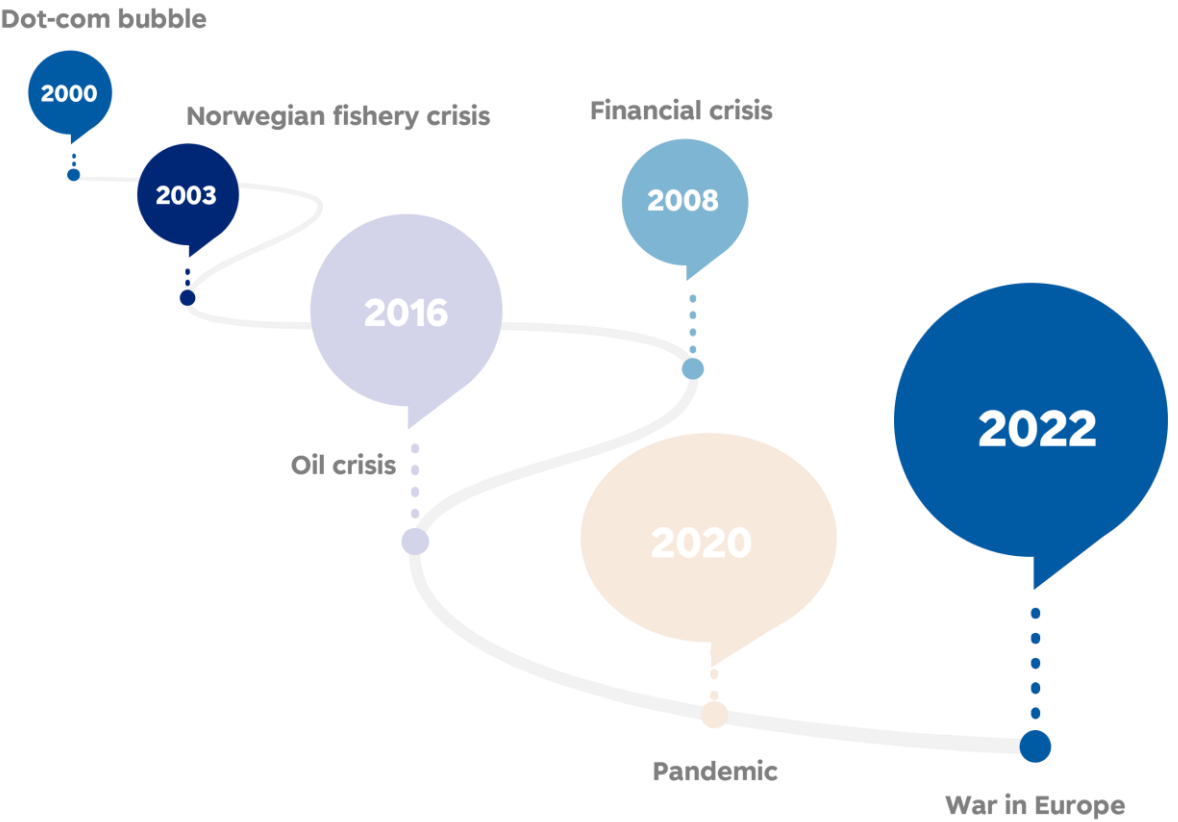 Dot-com bubble
2000
Norwegian fishery crisis
2003
Financial crisis
2008
2016
Oil crisis
2020
Pandemic
2022
War in Europe